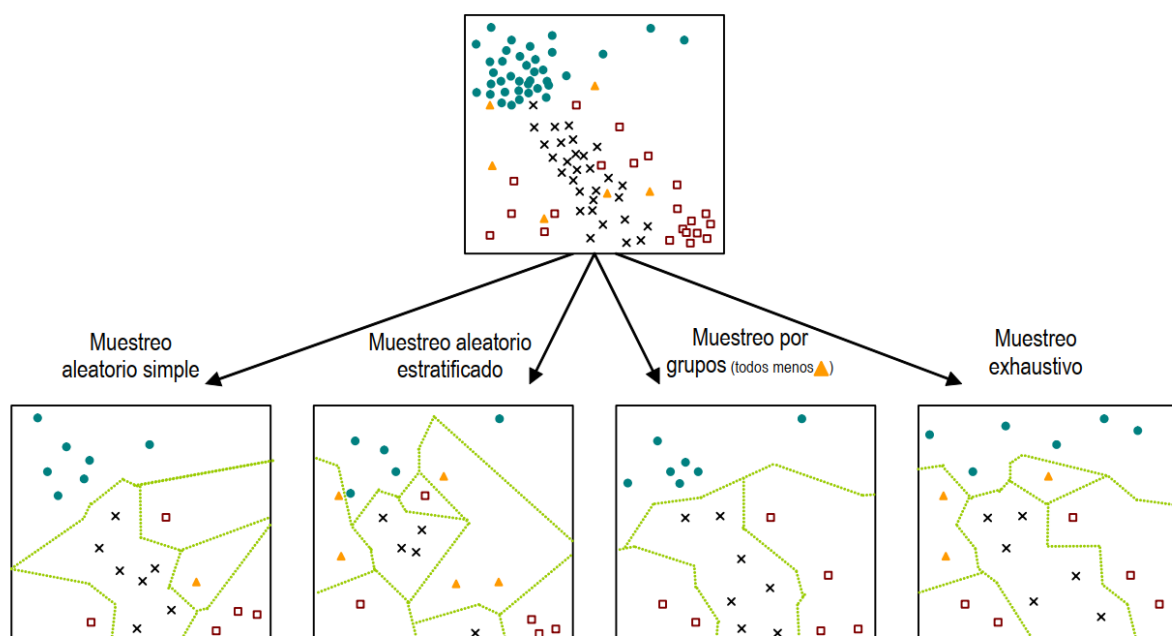 Muestreo
aleatorio simple
Muestreo aleatorio
estratificado
Muestreo por
grupos (todos menos )
Muestreo
exhaustivo